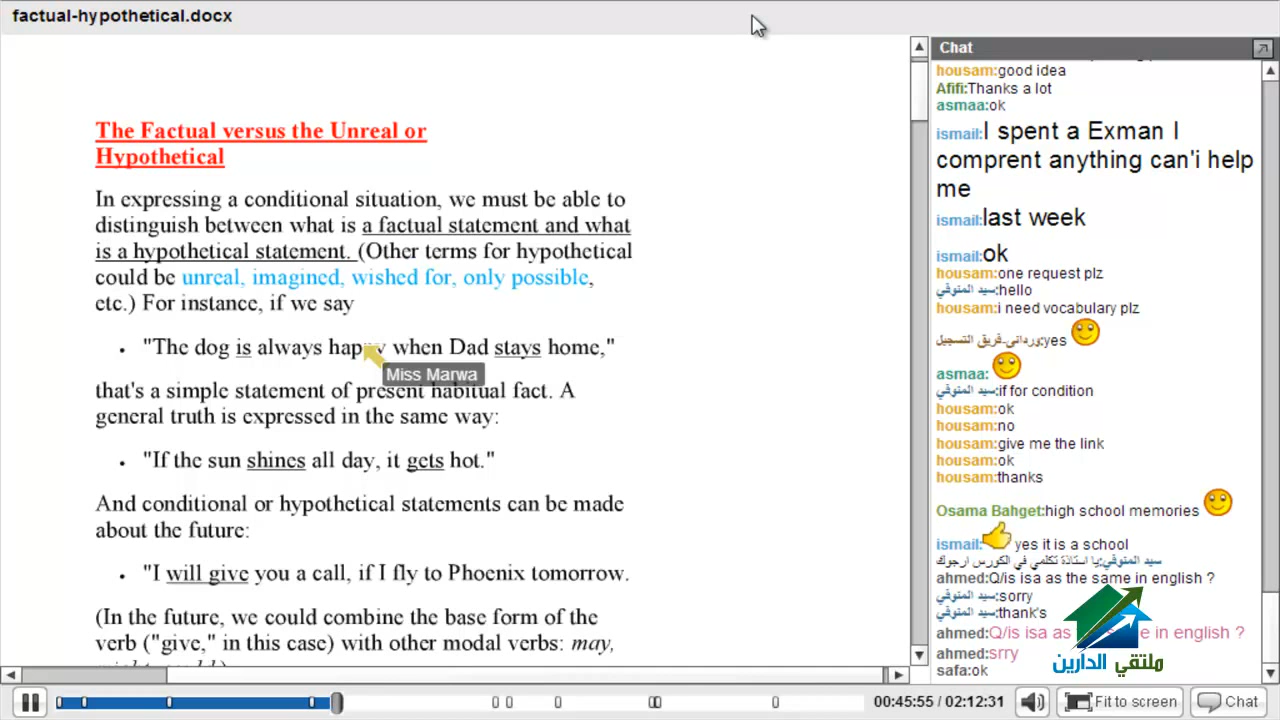 factual-hypothetical.docx
The Factual versus the Unreal or
Hypothetical
In expressing a conditional situation, we must be able to
distinguish between what is a factual statement and what
is a hypothetical statement. (Other terms for hypothetical
could be unreal, imagined, wished for, only possible,
etc.) For instance, if we say
• "The dog is always happy when Dad stays home,"
Miss Marwa
that's a simple statement of present habitual fact. A
general truth is expressed in the same way:
• "If the sun shines all day, it gets hot."
And conditional or hypothetical statements can be made
about the future:
• "I will give you a call, if I fly to Phoenix tomorrow.
(In the future, we could combine the base form of the
verb ("give," in this case) with other modal verbs: may,
Chat
housam:good idea
Afifi:Thanks a lot
asmaa:ok
ismail:I spent a Exman I
comprent anything can'i help
me
ismail:last week
ismail:ok
housam:one request plz
سيد المنوفي:hello
housam:i need vocabulary plz
ورداني-فريق التسجيل:yes
asmaa:
سيد المنوفي:if for condition
housam:ok
housam:no
housam:give me the link
housam:ok
housam:thanks
Osama Bahget:high school memories
ismail: yes it is a school
سيد المنوفي:يا استاذة تكلمي في الكورس ارجوك
ahmed:Q/is isa as the same in english ?
سيد المنوفي:sorry
سيد المنوفي:thank's
ahmed:Q/is isa as e in english ?
ahmed:srry
safa:ok
ملتقي الدارين
00:45:55 / 02:12:31
Fit to screen
Chat